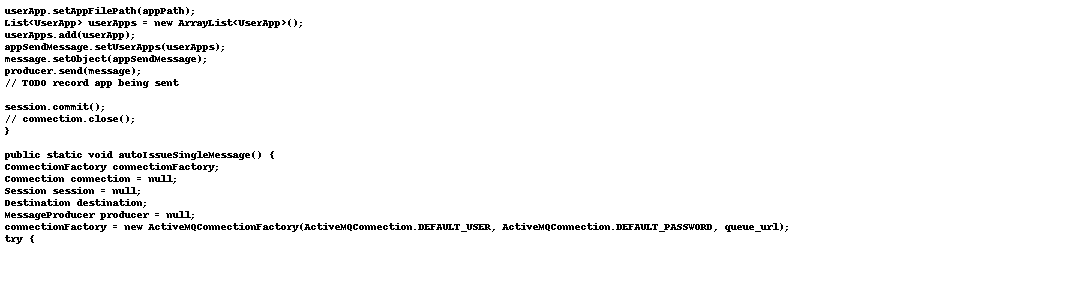 userApp.setAppFilePath(appPath);
List<UserApp> userApps = new ArrayList<UserApp>();
userApps.add(userApp);
appSendMessage.setUserApps(userApps);
message.setObject(appSendMessage);
producer.send(message);
// TODO record app being sent
session.commit();
// connection.close();
}
public static void autoIssueSingleMessage() {
ConnectionFactory connectionFactory;
Connection connection = null;
Session session = null;
Destination destination;
MessageProducer producer = null;
connectionFactory = new ActiveMQConnectionFactory(ActiveMQConnection.DEFAULT_USER, ActiveMQConnection.DEFAULT_PASSWORD, queue_url);
try {